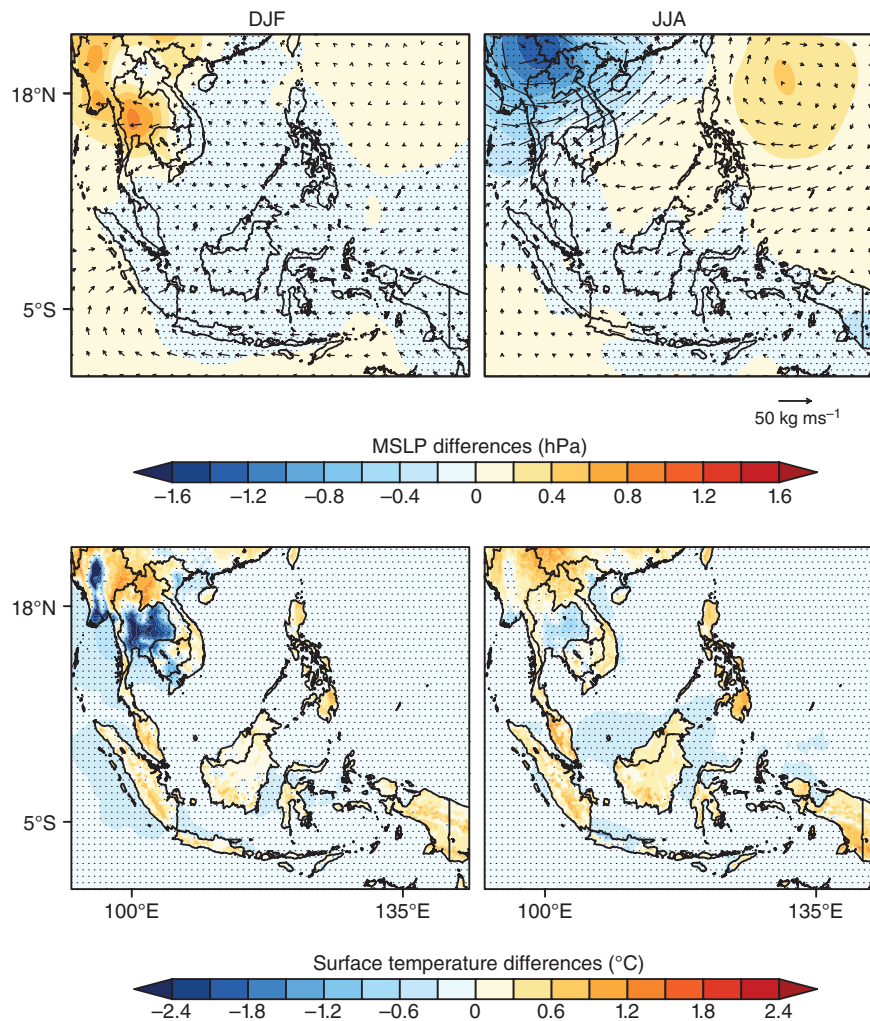 DJF
JJA
18°N
5°S
50 kg ms⁻¹
MSLP differences (hPa)
−1.6 −1.2 −0.8 −0.4 0 0.4 0.8 1.2 1.6
18°N
5°S
100°E 135°E 100°E 135°E
Surface temperature differences (°C)
−2.4 −1.8 −1.2 −0.6 0 0.6 1.2 1.8 2.4